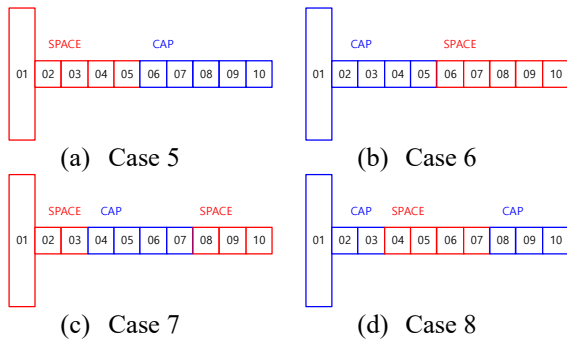 SPACE CAP
01 02 03 04 05 06 07 08 09 10
(a) Case 5
CAP SPACE
01 02 03 04 05 06 07 08 09 10
(b) Case 6
SPACE CAP SPACE
01 02 03 04 05 06 07 08 09 10
(c) Case 7
CAP SPACE CAP
01 02 03 04 05 06 07 08 09 10
(d) Case 8